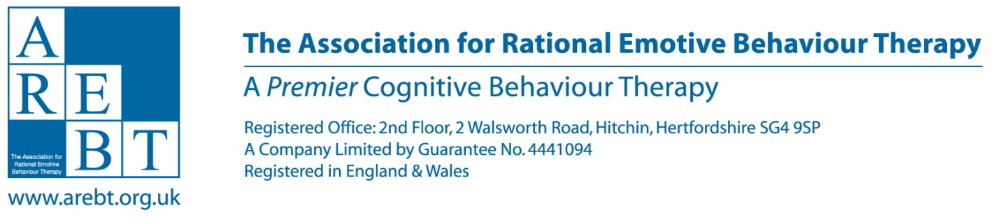 A
R E
B T
The Association for
Rational Emotive
Behaviour Therapy
www.arebt.org.uk
The Association for Rational Emotive Behaviour Therapy
A Premier Cognitive Behaviour Therapy
Registered Office: 2nd Floor, 2 Walsworth Road, Hitchin, Hertfordshire SG4 9SP
A Company Limited by Guarantee No. 4441094
Registered in England & Wales